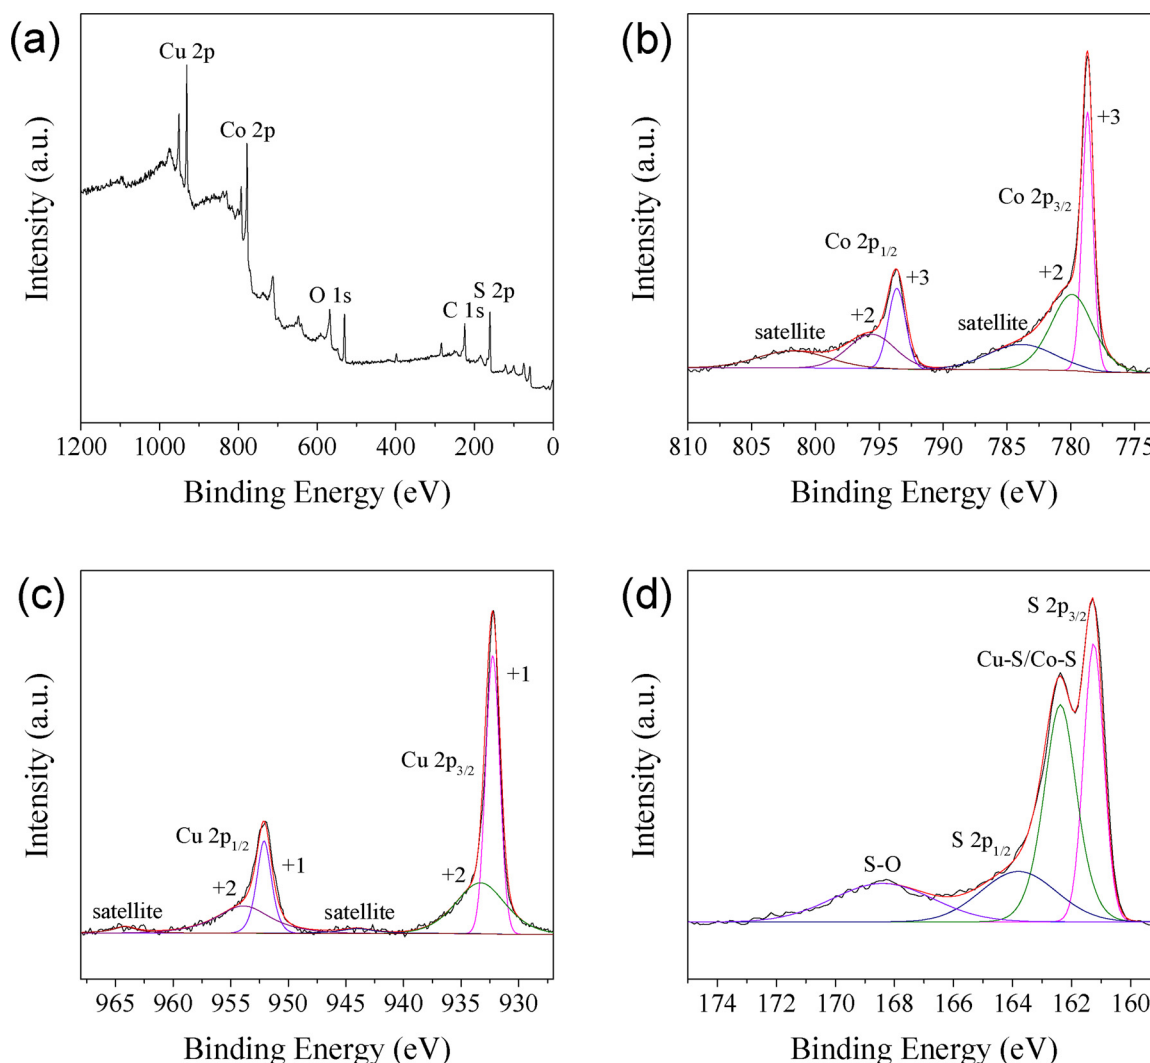 (a)
Cu 2p
Co 2p
O 1s
C 1s
S 2p
Intensity (a.u.)
1200 1000 800 600 400 200 0
Binding Energy (eV)
(b)
+3
Co 2p3/2
Co 2p1/2
+3
+2
+2
satellite
satellite
Intensity (a.u.)
810 805 800 795 790 785 780 775
Binding Energy (eV)
(c)
+1
Cu 2p3/2
Cu 2p1/2
+1
+2
+2
satellite
satellite
Intensity (a.u.)
965 960 955 950 945 940 935 930
Binding Energy (eV)
(d)
S 2p3/2
Cu-S/Co-S
S 2p1/2
S-O
Intensity (a.u.)
174 172 170 168 166 164 162 160
Binding Energy (eV)